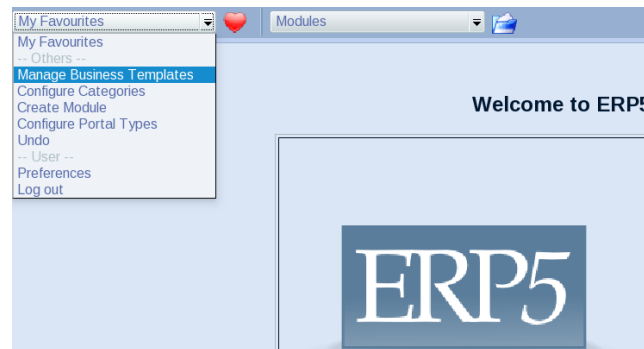 My Favourites
Modules
My Favourites
-- Others --
Manage Business Templates
Configure Categories
Create Module
Configure Portal Types
Undo
-- User --
Preferences
Log out
Welcome to ERP5
ERP5